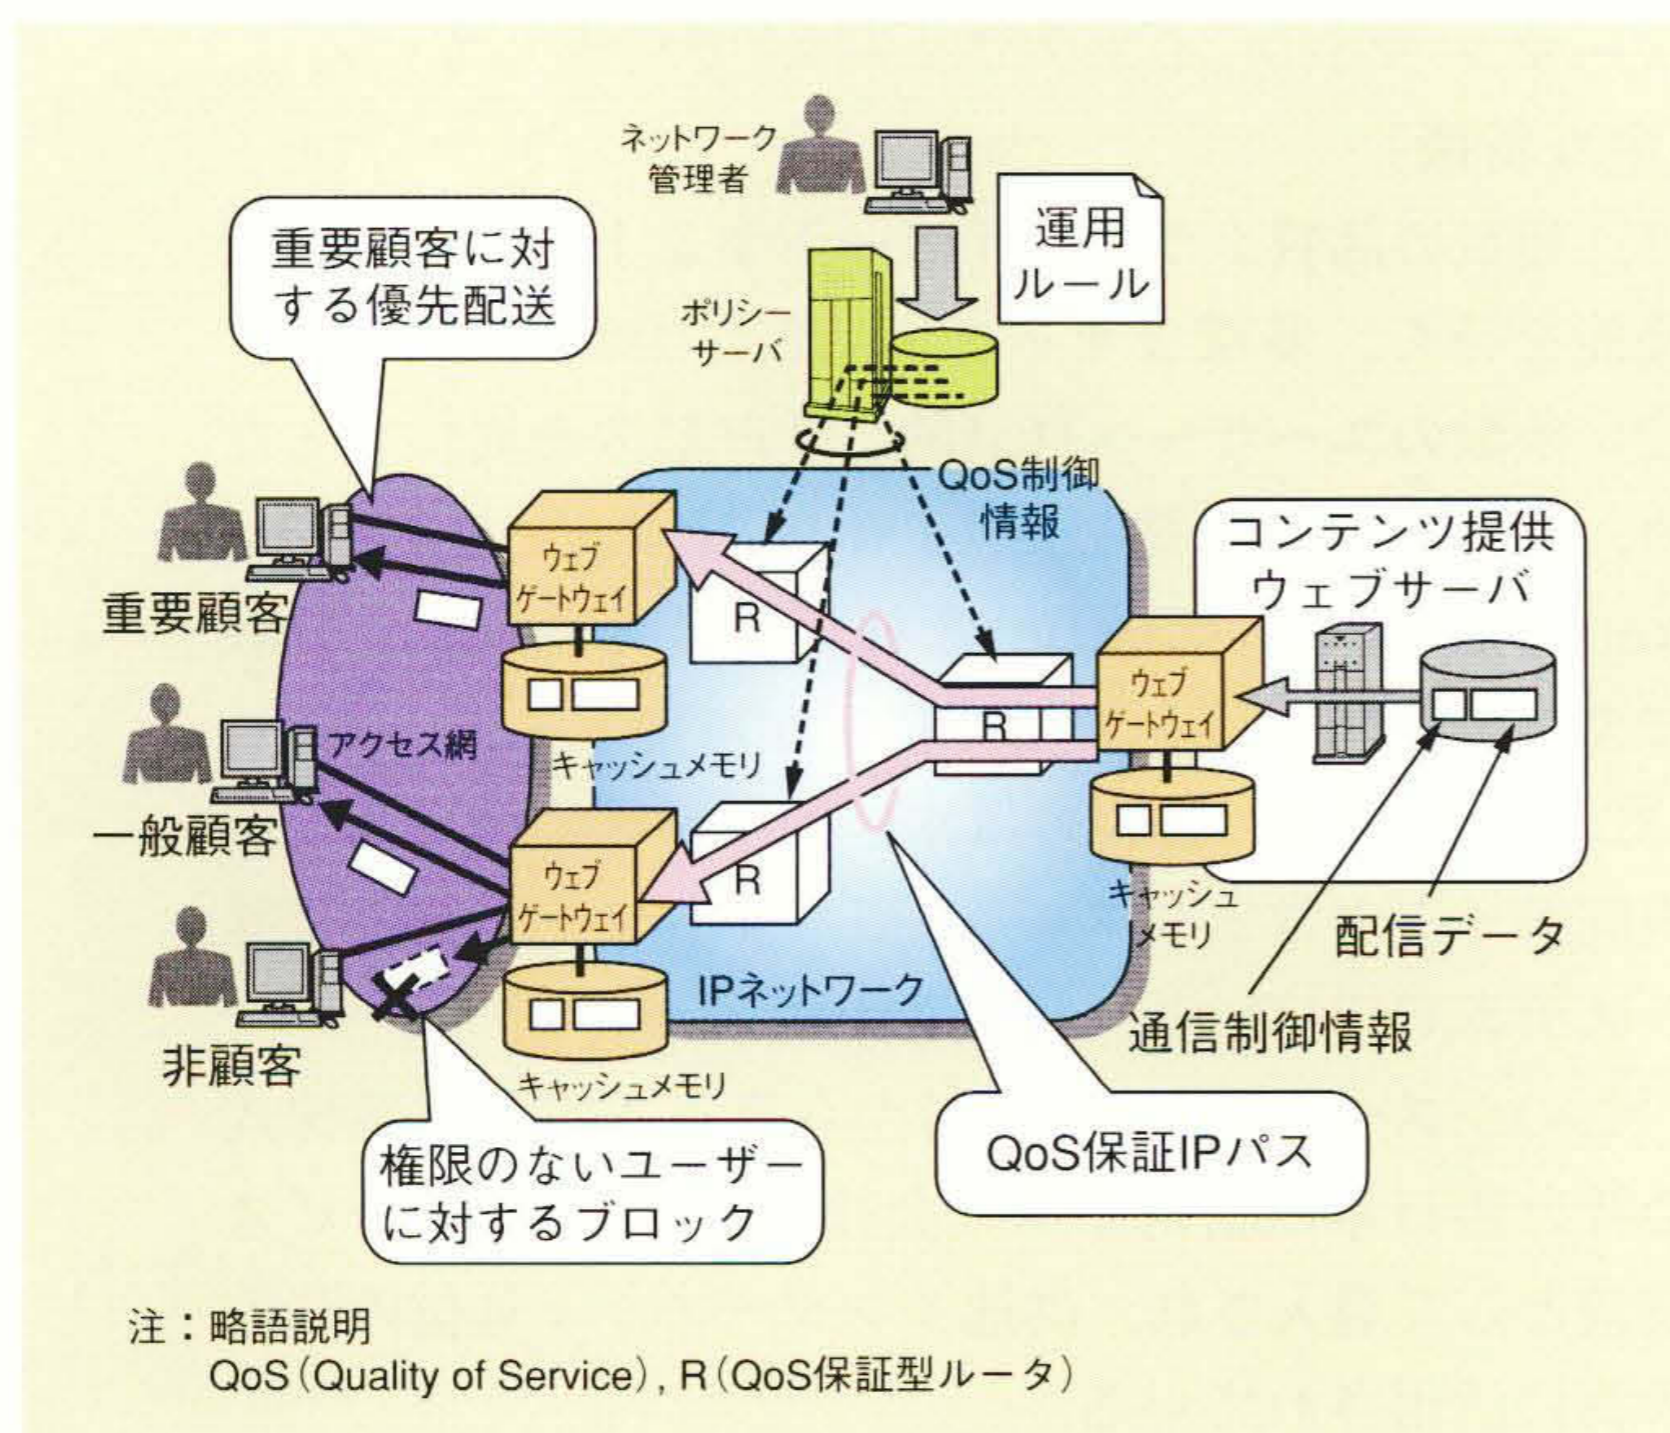 ネットワーク
管理者
運用
ルール
重要顧客に対
する優先配送
ポリシー
サーバ
QoS制御
情報
コンテンツ提供
ウェブサーバ
ウェブ
ゲートウェイ
R
重要顧客
R
ウェブ
ゲートウェイ
アクセス網
キャッシュメモリ
一般顧客
ウェブ
ゲートウェイ
R
キャッシュ
メモリ
配信データ
IPネットワーク
通信制御情報
非顧客
キャッシュメモリ
権限のないユーザー
に対するブロック
QoS保証IPパス
注：略語説明
QoS（Quality of Service），R（QoS保証型ルータ）